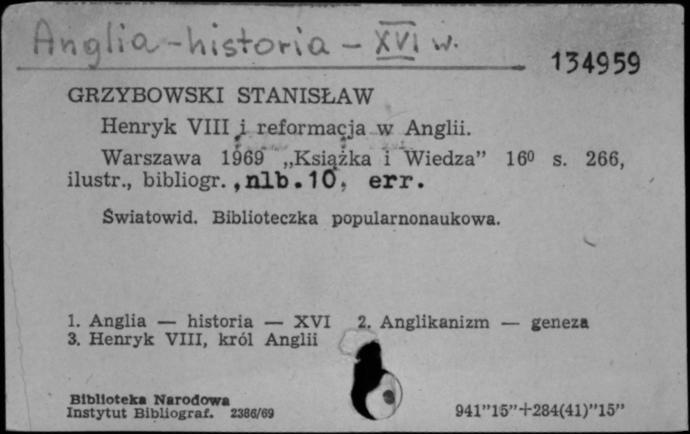 Anglia - historia - XVI w.
134959
GRZYBOWSKI STANISŁAW
Henryk VIII i reformacja w Anglii.
Warszawa 1969 „Książka i Wiedza” 16⁰ s. 266,
ilustr., bibliogr., nlb. 10, err.
Światowid. Biblioteczka popularnonaukowa.
1. Anglia — historia — XVI 2. Anglikanizm — geneza
3. Henryk VIII, król Anglii
Biblioteka Narodowa
Instytut Bibliograf. 2386/69
941”15”+284(41)”15”